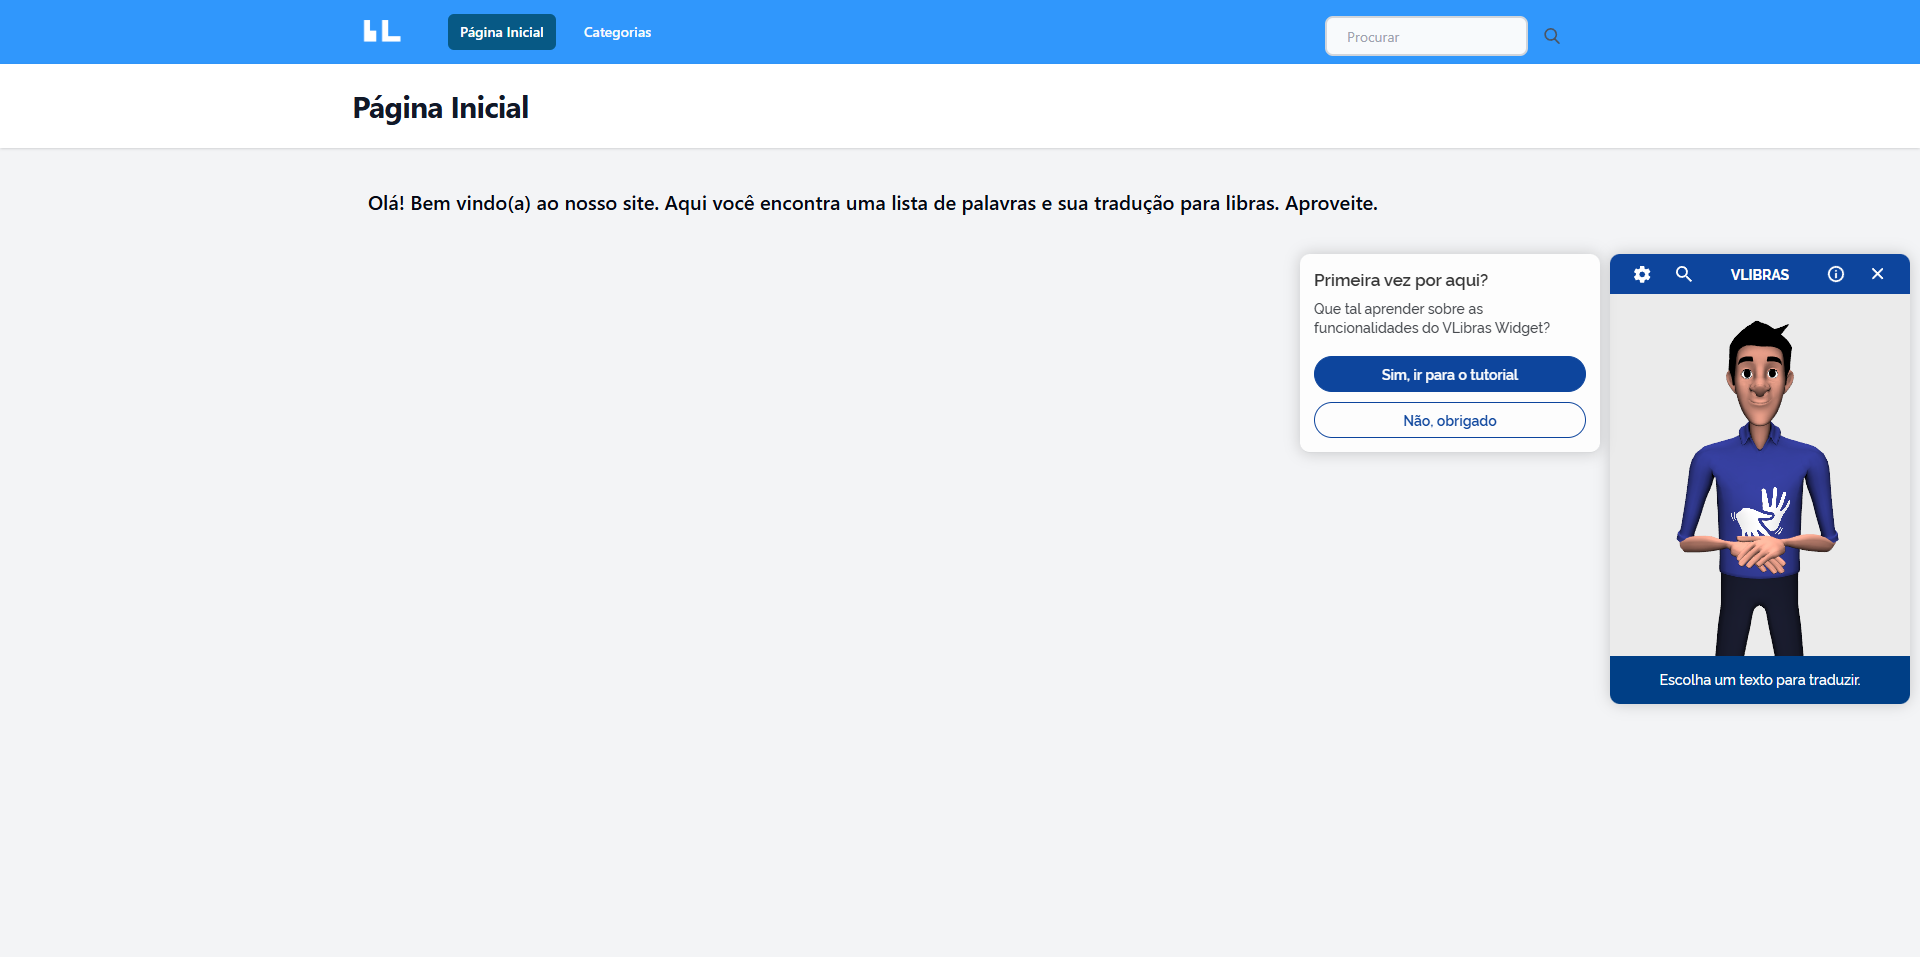 Página Inicial
Categorias
Procurar
Página Inicial
Olá! Bem vindo(a) ao nosso site. Aqui você encontra uma lista de palavras e sua tradução para libras. Aproveite.
Primeira vez por aqui?
Que tal aprender sobre as
funcionalidades do VLibras Widget?
Sim, ir para o tutorial
Não, obrigado
VLIBRAS
Escolha um texto para traduzir.